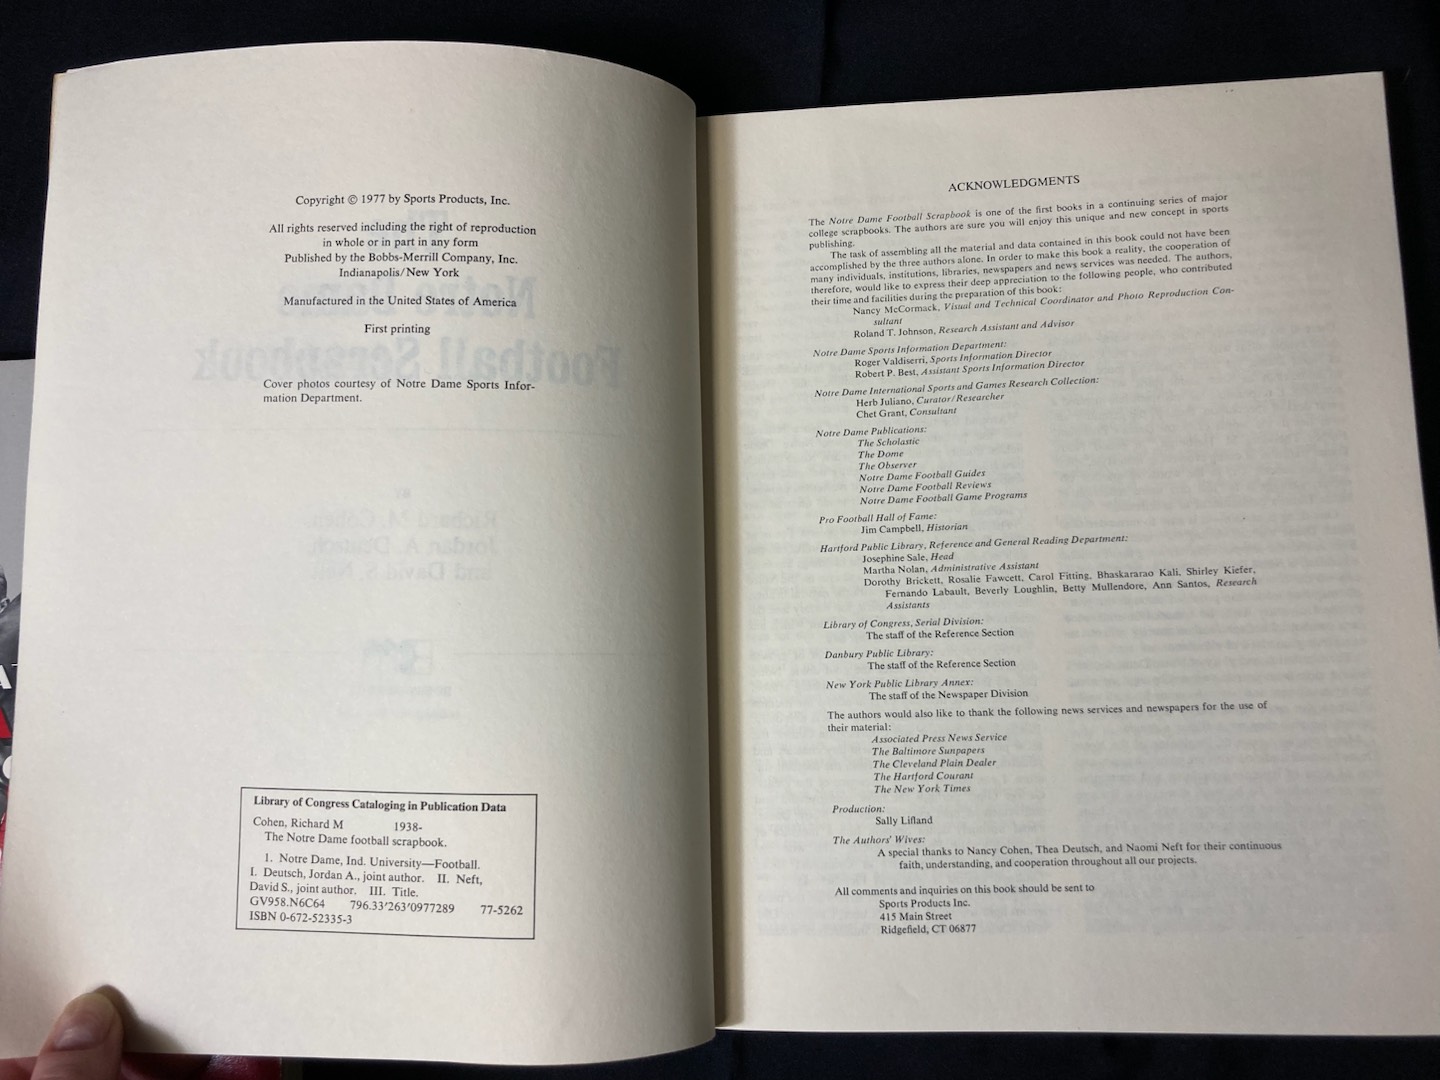 Copyright © 1977 by Sports Products, Inc.
All rights reserved including the right of reproduction
in whole or in part in any form
Published by the Bobbs-Merrill Company, Inc.
Indianapolis/New York
Manufactured in the United States of America
First printing
Cover photos courtesy of Notre Dame Sports Infor-
mation Department.
Library of Congress Cataloging in Publication Data
Cohen, Richard M 1938-
The Notre Dame football scrapbook.
1. Notre Dame, Ind. University—Football.
I. Deutsch, Jordan A., joint author. II. Neft,
David S., joint author. III. Title.
GV958.N6C64 796.33'263'0977289 77-5262
ISBN 0-672-52335-3
ACKNOWLEDGMENTS
The Notre Dame Football Scrapbook is one of the first books in a continuing series of major
college scrapbooks. The authors are sure you will enjoy this unique and new concept in sports
publishing.
The task of assembling all the material and data contained in this book could not have been
accomplished by the three authors alone. In order to make this book a reality, the cooperation of
many individuals, institutions, libraries, newspapers and news services was needed. The authors,
therefore, would like to express their deep appreciation to the following people, who contributed
their time and facilities during the preparation of this book:
Nancy McCormack, Visual and Technical Coordinator and Photo Reproduction Con-
sultant
Roland T. Johnson, Research Assistant and Advisor
Notre Dame Sports Information Department:
Roger Valdiserri, Sports Information Director
Robert P. Best, Assistant Sports Information Director
Notre Dame International Sports and Games Research Collection:
Herb Juliano, Curator/Researcher
Chet Grant, Consultant
Notre Dame Publications:
The Scholastic
The Dome
The Observer
Notre Dame Football Guides
Notre Dame Football Reviews
Notre Dame Football Game Programs
Pro Football Hall of Fame:
Jim Campbell, Historian
Hartford Public Library, Reference and General Reading Department:
Josephine Sale, Head
Martha Nolan, Administrative Assistant
Dorothy Brickett, Rosalie Fawcett, Carol Fitting, Bhaskararao Kali, Shirley Kiefer,
Fernando Labault, Beverly Loughlin, Betty Mullendore, Ann Santos, Research
Assistants
Library of Congress, Serial Division:
The staff of the Reference Section
Danbury Public Library:
The staff of the Reference Section
New York Public Library Annex:
The staff of the Newspaper Division
The authors would also like to thank the following news services and newspapers for the use of
their material:
Associated Press News Service
The Baltimore Sunpapers
The Cleveland Plain Dealer
The Hartford Courant
The New York Times
Production:
Sally Lifland
The Authors' Wives:
A special thanks to Nancy Cohen, Thea Deutsch, and Naomi Neft for their continuous
faith, understanding, and cooperation throughout all our projects.
All comments and inquiries on this book should be sent to
Sports Products Inc.
415 Main Street
Ridgefield, CT 06877